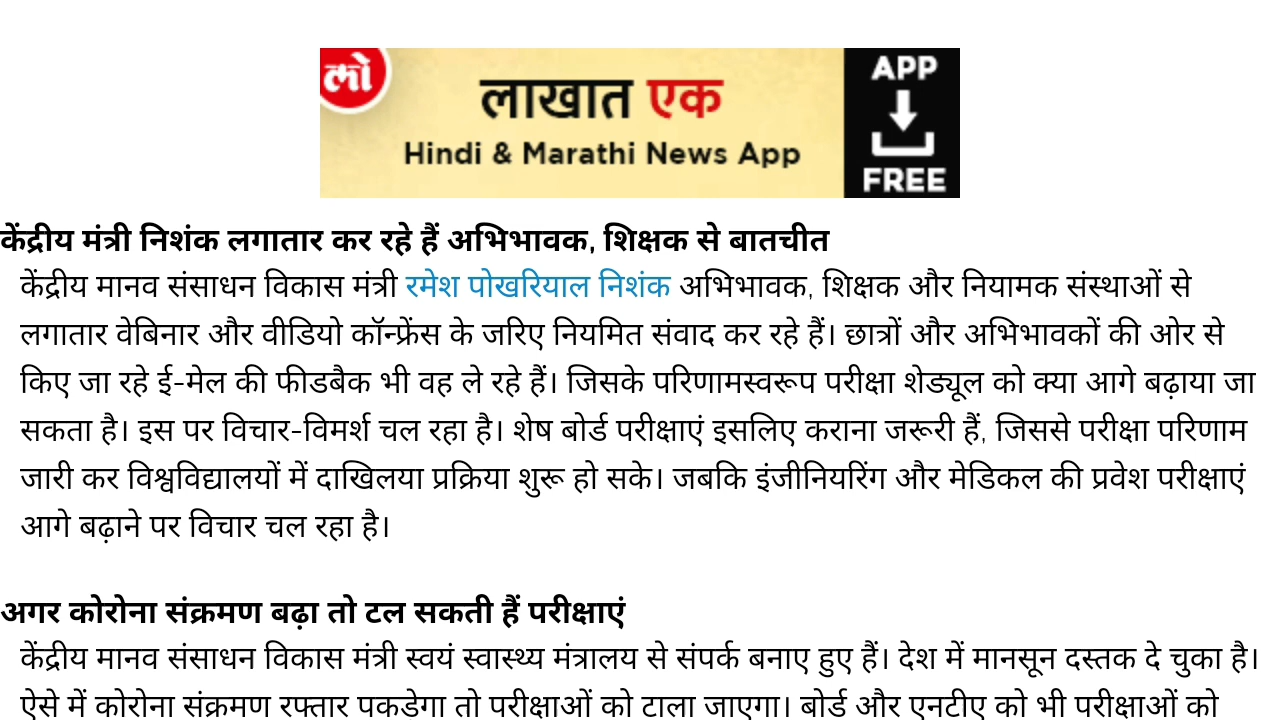 लो
लाखात एक
Hindi & Marathi News App
APP
FREE
केंद्रीय मंत्री निशंक लगातार कर रहे हैं अभिभावक, शिक्षक से बातचीत
केंद्रीय मानव संसाधन विकास मंत्री रमेश पोखरियाल निशंक अभिभावक, शिक्षक और नियामक संस्थाओं से
लगातार वेबिनार और वीडियो कॉन्फ्रेंस के जरिए नियमित संवाद कर रहे हैं। छात्रों और अभिभावकों की ओर से
किए जा रहे ई-मेल की फीडबैक भी वह ले रहे हैं। जिसके परिणामस्वरूप परीक्षा शेड्यूल को क्या आगे बढ़ाया जा
सकता है। इस पर विचार-विमर्श चल रहा है। शेष बोर्ड परीक्षाएं इसलिए कराना जरूरी हैं, जिससे परीक्षा परिणाम
जारी कर विश्वविद्यालयों में दाखिलया प्रक्रिया शुरू हो सके। जबकि इंजीनियरिंग और मेडिकल की प्रवेश परीक्षाएं
आगे बढ़ाने पर विचार चल रहा है।
अगर कोरोना संक्रमण बढ़ा तो टल सकती हैं परीक्षाएं
केंद्रीय मानव संसाधन विकास मंत्री स्वयं स्वास्थ्य मंत्रालय से संपर्क बनाए हुए हैं। देश में मानसून दस्तक दे चुका है।
ऐसे में कोरोना संक्रमण रफ्तार पकडेगा तो परीक्षाओं को टाला जाएगा। बोर्ड और एनटीए को भी परीक्षाओं को